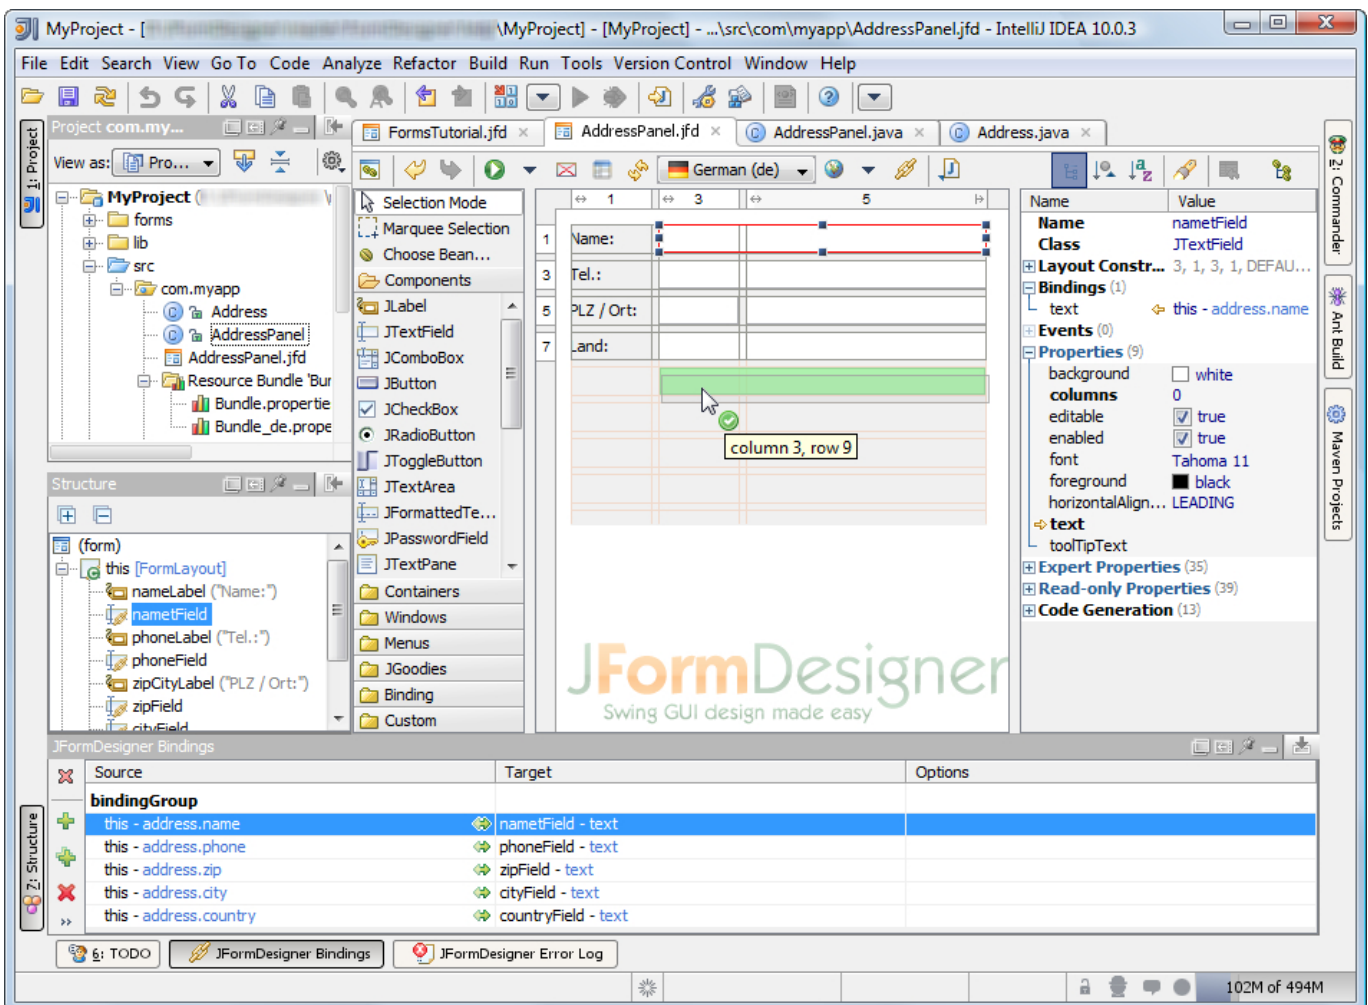 MyProject - [
\MyProject] - [MyProject] - ...\src\com\myapp\AddressPanel.jfd - IntelliJ IDEA 10.0.3
File Edit Search View Go To Code Analyze Refactor Build Run Tools Version Control Window Help
1: Project
Project com.my...
View as: Pro...
MyProject (
forms
lib
src
com.myapp
Address
AddressPanel
AddressPanel.jfd
Resource Bundle 'Bur
Bundle.propertie
Bundle_de.prope
Structure
(form)
this [FormLayout]
nameLabel ("Name:")
nametField
phoneLabel ("Tel.:")
phoneField
zipCityLabel ("PLZ / Ort:")
zipField
cityField
FormsTutorial.jfd
AddressPanel.jfd
AddressPanel.java
Address.java
German (de)
Selection Mode
Marquee Selection
Choose Bean...
Components
JLabel
JTextField
JComboBox
JButton
JCheckBox
JRadioButton
JToggleButton
JTextArea
JFormattedTe...
JPasswordField
JTextPane
Containers
Windows
Menus
JGoodies
Binding
Custom
1 3 5
1 Name:
3 Tel.:
5 PLZ / Ort:
7 Land:
column 3, row 9
JFormDesigner
Swing GUI design made easy
Name Value
Name nametField
Class JTextField
Layout Constr... 3, 1, 3, 1, DEFAU...
Bindings (1)
text this - address.name
Events (0)
Properties (9)
background white
columns 0
editable true
enabled true
font Tahoma 11
foreground black
horizontalAlign... LEADING
text
toolTipText
Expert Properties (35)
Read-only Properties (39)
Code Generation (13)
2: Commander
Ant Build
Maven Projects
JFormDesigner Bindings
Source Target Options
bindingGroup
this - address.name nametField - text
this - address.phone phoneField - text
this - address.zip zipField - text
this - address.city cityField - text
this - address.country countryField - text
7: Structure
6: TODO
JFormDesigner Bindings
JFormDesigner Error Log
102M of 494M